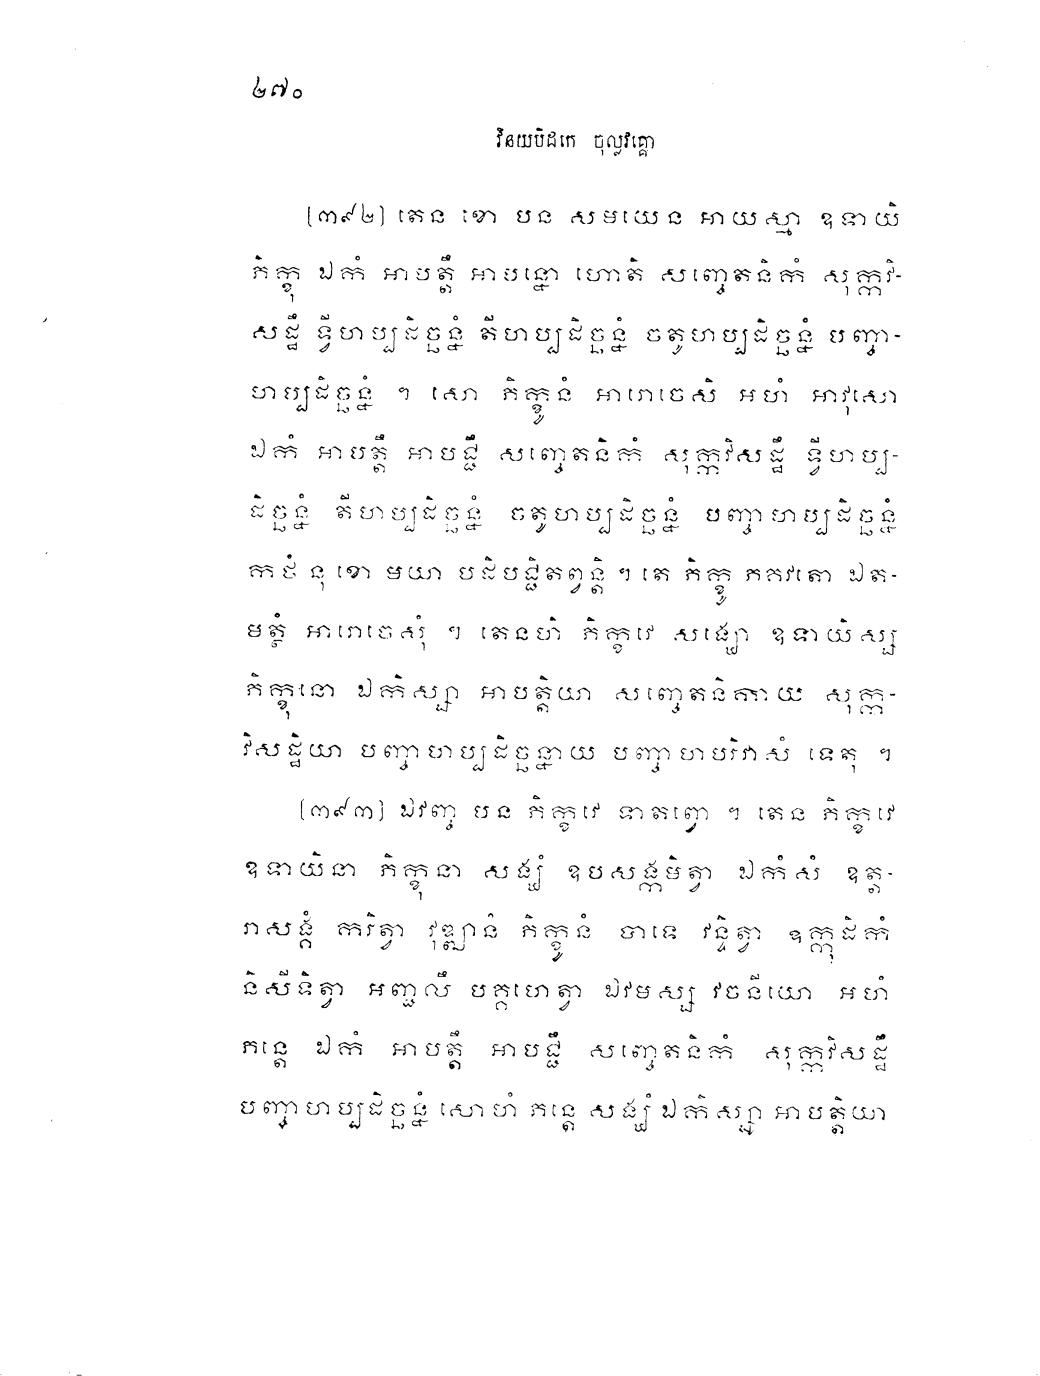 ២៧០
វិនយបិដកេ ចុល្លវគ្គោ
[៣៩២] តេន ខោ បន សមយេន អាយស្មា ឧទាយិ
ភិក្ខុ ឯកំ អាបត្តឹ អាបន្នោ ហោតិ សញ្ចេតនិកំ សុក្កវិ-
សដ្ឋឹ ទ្វីហប្បដិច្ឆន្នំ តីហប្បដិច្ឆន្នំ ចតូហប្បដិច្ឆន្នំ បញ្ចា-
ហប្បដិច្ឆន្នំ ។ សោ ភិក្ខូនំ អារោចេសិ អហំ អាវុសោ
ឯកំ អាបត្តឹ អាបជ្ជឹ សញ្ចេតនិកំ សុក្កវិសដ្ឋឹ ទ្វីហប្ប-
ដិច្ឆន្នំ តីហប្បដិច្ឆន្នំ ចតូហប្បដិច្ឆន្នំ បញ្ចាហប្បដិច្ឆន្នំ
កថំ នុ ខោ មយា បដិបជ្ជិតព្វន្តិ ។ តេ ភិក្ខូ ភគវតោ ឯត-
មត្ថំ អារោចេសុំ ។ តេនហិ ភិក្ខវេ សង្ឃោ ឧទាយិស្ស
ភិក្ខុនោ ឯកិស្សា អាបត្តិយា សញ្ចេតនិកាយ សុក្ក-
វិសដ្ឋិយា បញ្ចាហប្បដិច្ឆន្នាយ បញ្ចាហបរិវាសំ ទេតុ ។
[៣៩៣] ឯវញ្ច បន ភិក្ខវេ ទាតព្វោ ។ តេន ភិក្ខវេ
ឧទាយិនា ភិក្ខុនា សង្ឃំ ឧបសង្កមិត្វា ឯកំសំ ឧត្ត-
រាសង្គំ ករិត្វា វុឌ្ឍានំ ភិក្ខូនំ បាទេ វន្ទិត្វា ឧក្កុដិកំ
និសីទិត្វា អញ្ជលឹ បគ្គហេត្វា ឯវមស្ស វចនីយោ អហំ
ភន្តេ ឯកំ អាបត្តឹ អាបជ្ជឹ សញ្ចេតនិកំ សុក្កវិសដ្ឋឹ
បញ្ចាហប្បដិច្ឆន្នំ សោហំ ភន្តេ សង្ឃំ ឯកិស្សា អាបត្តិយា